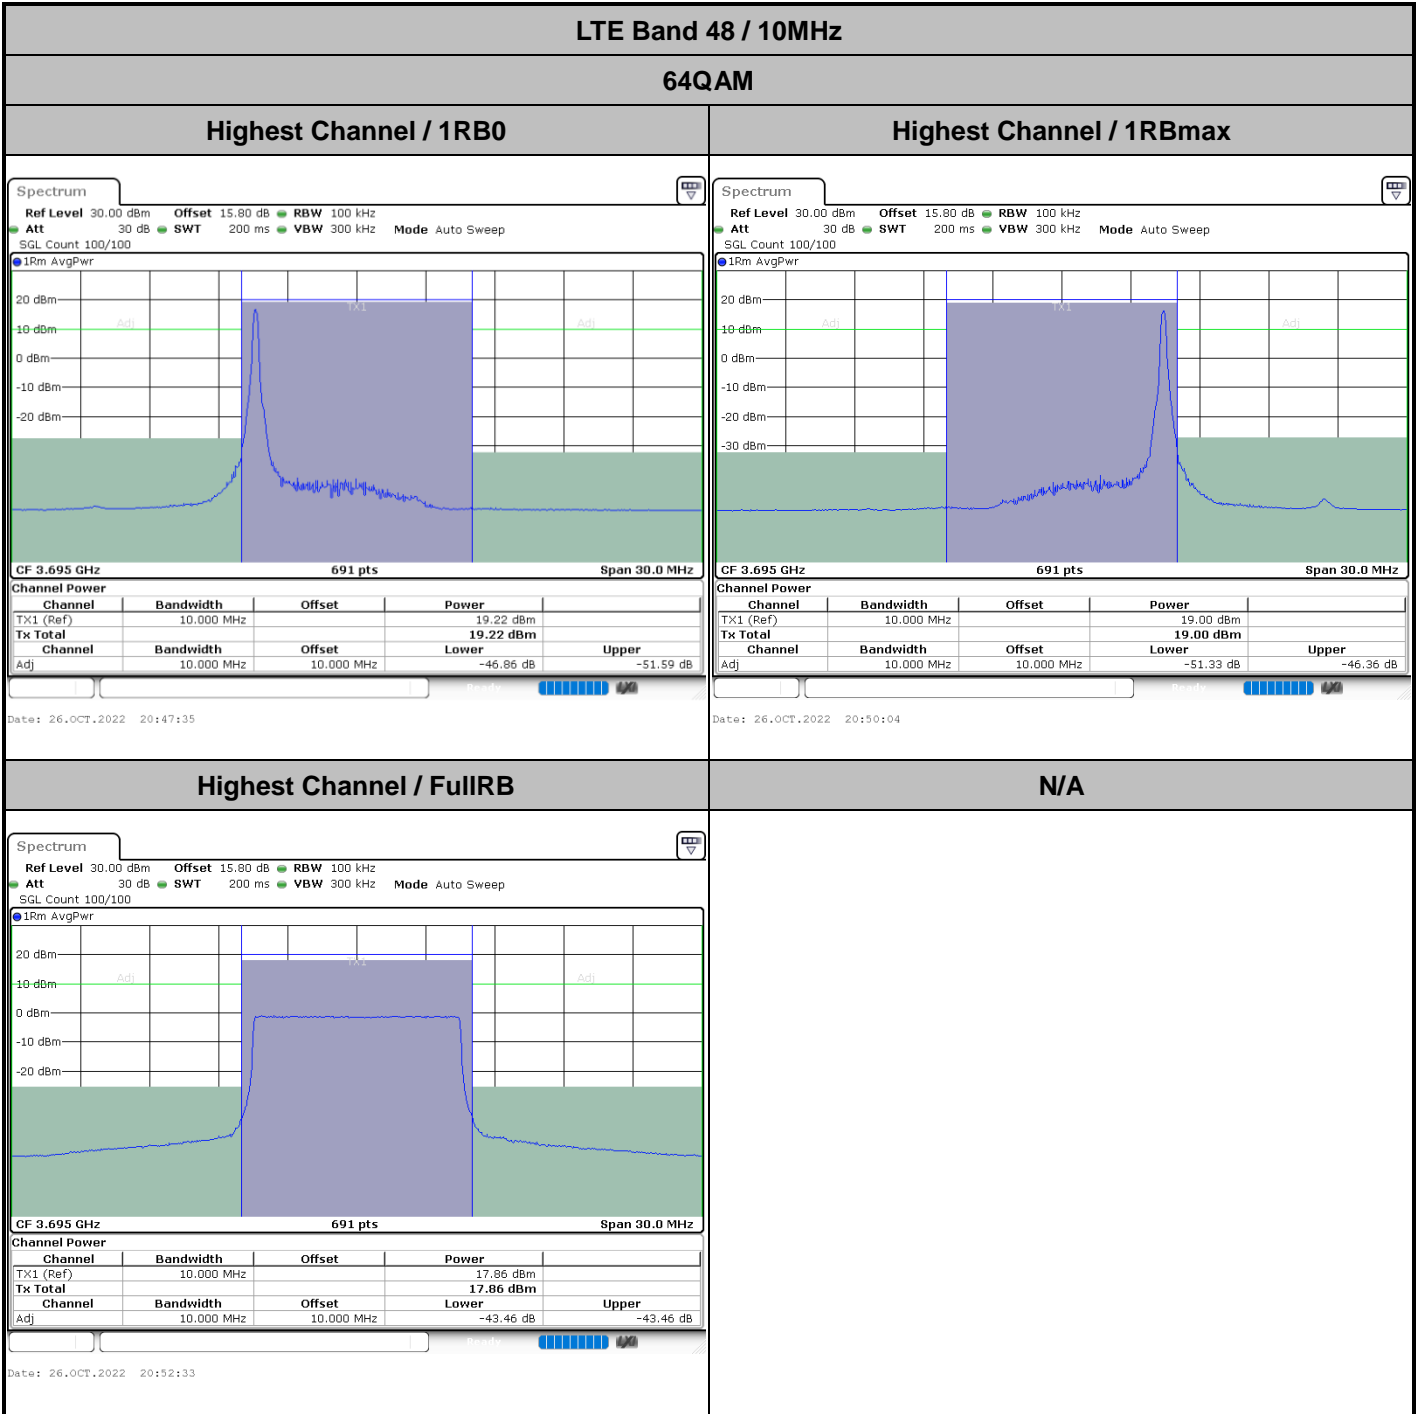 LTE Band 48 / 10MHz
64QAM
Highest Channel / 1RB0
Highest Channel / 1RBmax
Spectrum
Ref Level 30.00 dBm Offset 15.80 dB RBW 100 kHz
Att 30 dB SWT 200 ms VBW 300 kHz Mode Auto Sweep
SGL Count 100/100
1Rm AvgPwr
TX1
20 dBm
Adj
Adj
10 dBm
0 dBm
-10 dBm
-20 dBm
CF 3.695 GHz 691 pts Span 30.0 MHz
Channel Power
Channel Bandwidth Offset Power
TX1 (Ref) 10.000 MHz 19.22 dBm
Tx Total 19.22 dBm
Channel Bandwidth Offset Lower Upper
Adj 10.000 MHz 10.000 MHz -46.86 dB -51.59 dB
Ready
Date: 26.OCT.2022 20:47:35
Spectrum
Ref Level 30.00 dBm Offset 15.80 dB RBW 100 kHz
Att 30 dB SWT 200 ms VBW 300 kHz Mode Auto Sweep
SGL Count 100/100
1Rm AvgPwr
TX1
20 dBm
Adj
Adj
10 dBm
0 dBm
-10 dBm
-20 dBm
-30 dBm
CF 3.695 GHz 691 pts Span 30.0 MHz
Channel Power
Channel Bandwidth Offset Power
TX1 (Ref) 10.000 MHz 19.00 dBm
Tx Total 19.00 dBm
Channel Bandwidth Offset Lower Upper
Adj 10.000 MHz 10.000 MHz -51.33 dB -46.36 dB
Ready
Date: 26.OCT.2022 20:50:04
Highest Channel / FullRB
N/A
Spectrum
Ref Level 30.00 dBm Offset 15.80 dB RBW 100 kHz
Att 30 dB SWT 200 ms VBW 300 kHz Mode Auto Sweep
SGL Count 100/100
1Rm AvgPwr
TX1
20 dBm
Adj
Adj
10 dBm
0 dBm
-10 dBm
-20 dBm
CF 3.695 GHz 691 pts Span 30.0 MHz
Channel Power
Channel Bandwidth Offset Power
TX1 (Ref) 10.000 MHz 17.86 dBm
Tx Total 17.86 dBm
Channel Bandwidth Offset Lower Upper
Adj 10.000 MHz 10.000 MHz -43.46 dB -43.46 dB
Ready
Date: 26.OCT.2022 20:52:33